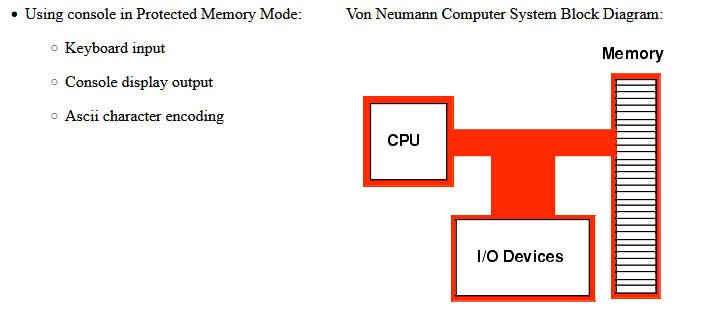 Using console in Protected Memory Mode:
Keyboard input
Console display output
Ascii character encoding
Von Neumann Computer System Block Diagram:
Memory
CPU
I/O Devices